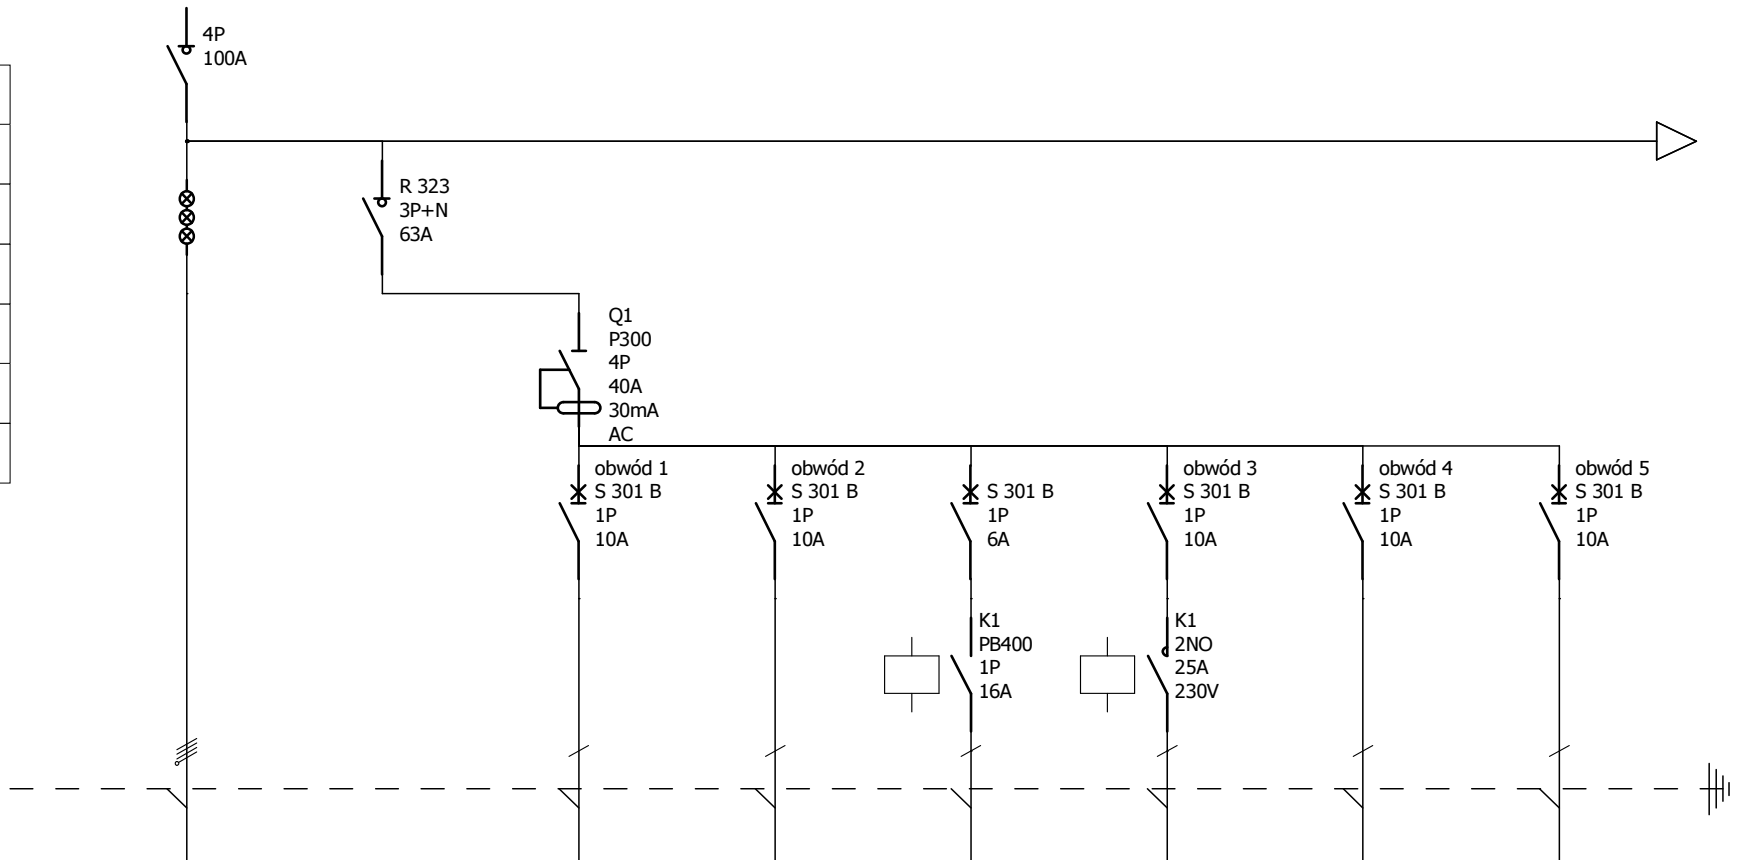 4P
100A
R 323
3P+N
63A
Q1
P300
4P
40A
30mA
AC
obwód 1
S 301 B
1P
10A
obwód 2
S 301 B
1P
10A
S 301 B
1P
6A
obwód 3
S 301 B
1P
10A
obwód 4
S 301 B
1P
10A
obwód 5
S 301 B
1P
10A
K1
PB400
1P
16A
K1
2NO
25A
230V